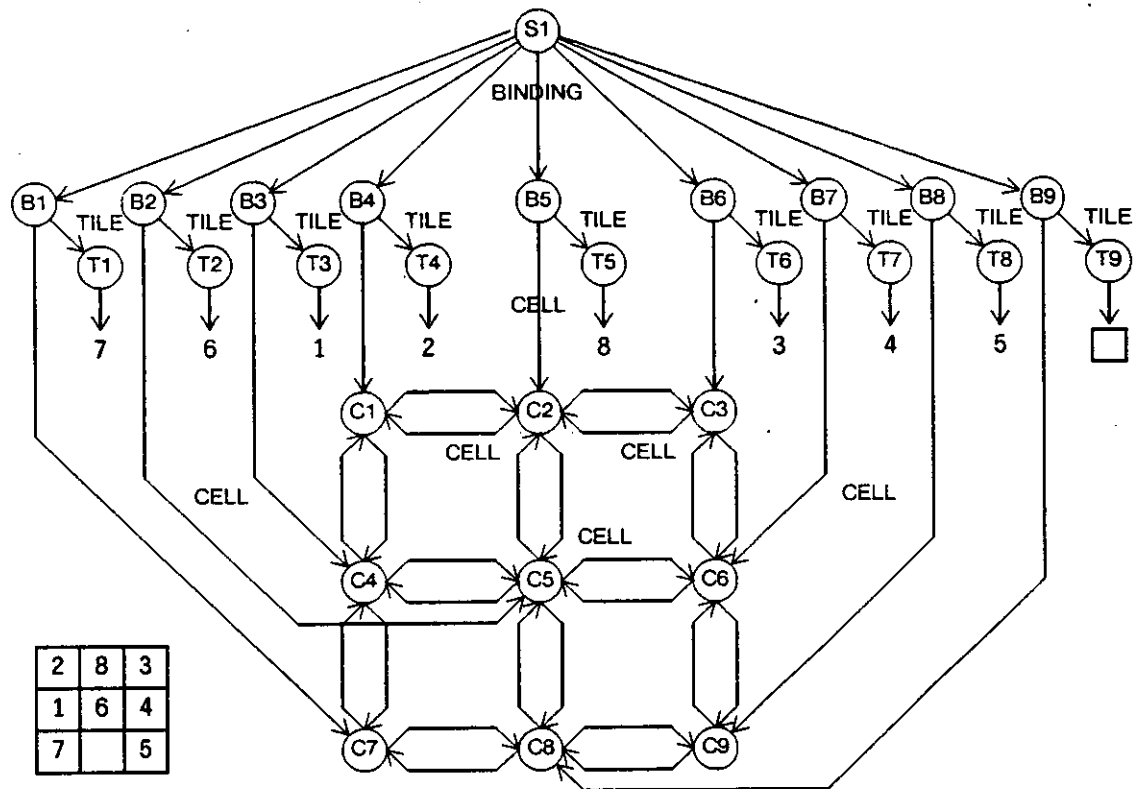 S1
BINDING
B1 B2 B3 B4 B5 B6 B7 B8 B9
TILE TILE TILE TILE TILE TILE TILE TILE TILE
T1 T2 T3 T4 T5 T6 T7 T8 T9
CELL
7 6 1 2 8 3 4 5
C1 C2 C3
CELL CELL
CELL CELL
CELL
C4 C5 C6
2 8 3
1 6 4
7 5
C7 C8 C9